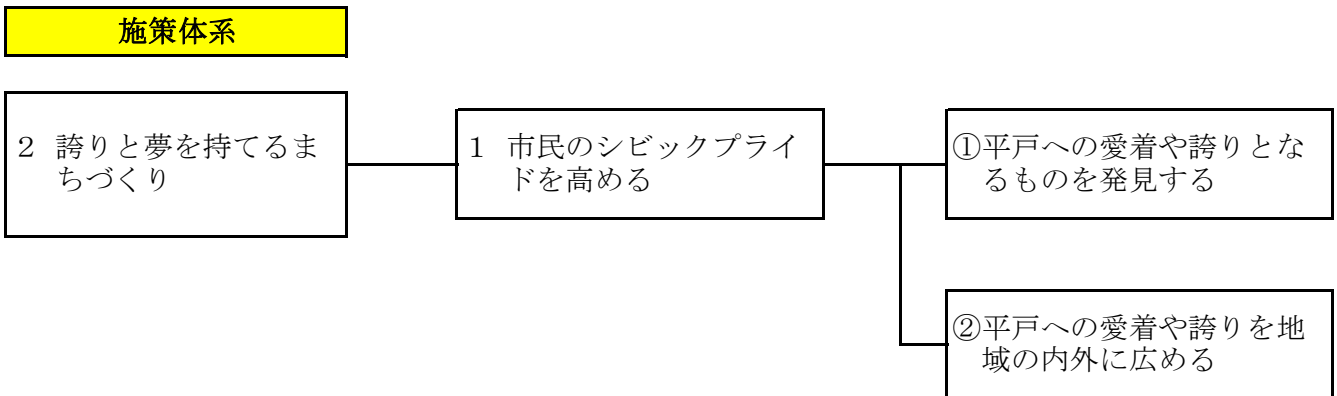 施策体系
2 誇りと夢を持てるま
ちづくり
1 市民のシビックプライ
ドを高める
①平戸への愛着や誇りとな
るものを発見する
②平戸への愛着や誇りを地
域の内外に広める